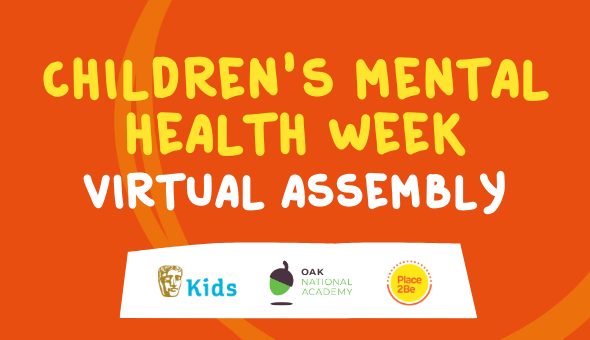 CHILDREN'S MENTAL
HEALTH WEEK
VIRTUAL ASSEMBLY
Kids
OAK
NATIONAL
ACADEMY
Place
2Be